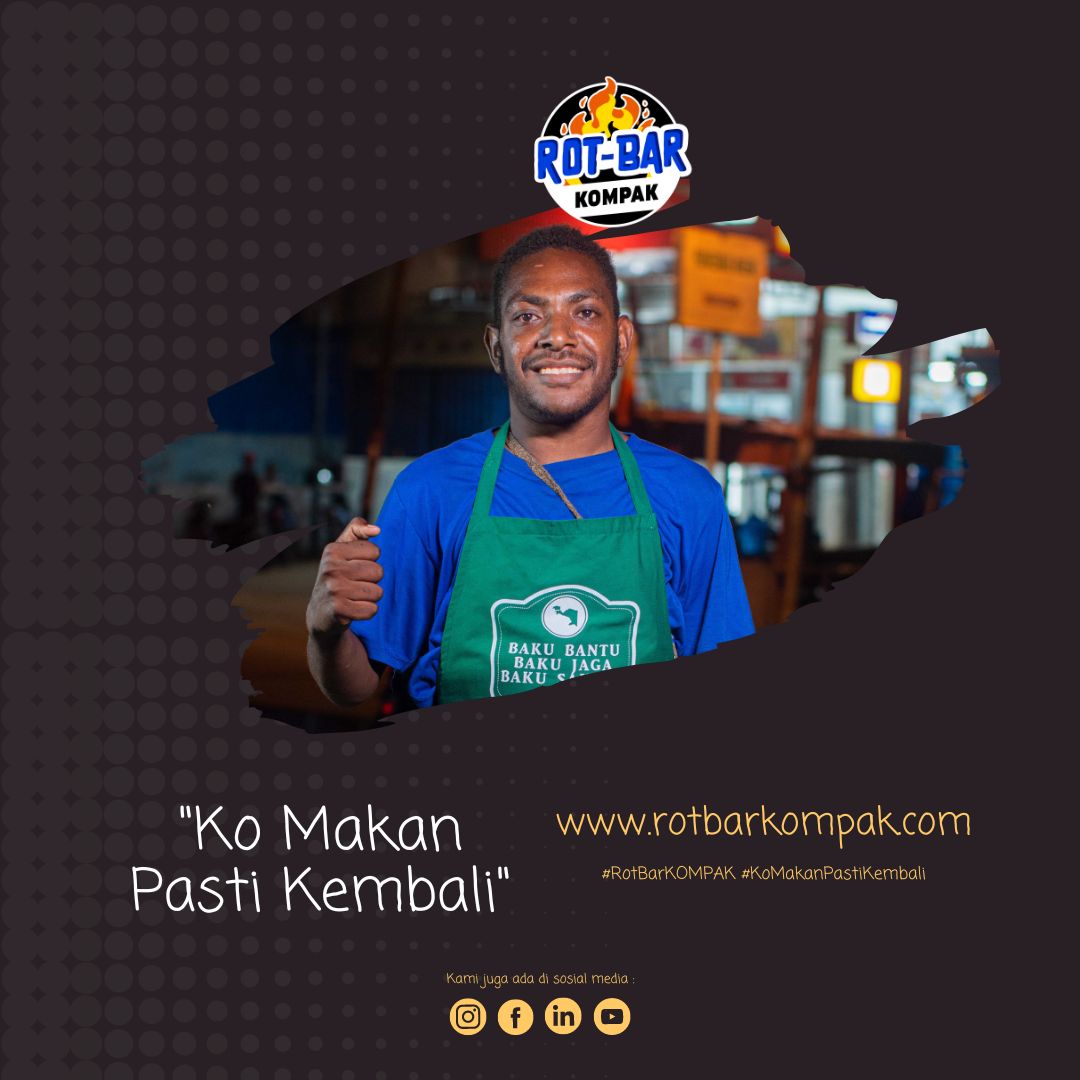 ROT-BAR
KOMPAK
BAKU BANTU
BAKU JAGA
BAKU
"Ko Makan
Pasti Kembali"
www.rotbarkompak.com
#RotBarKOMPAK #KoMakanPastiKembali
Kami juga ada di sosial media :